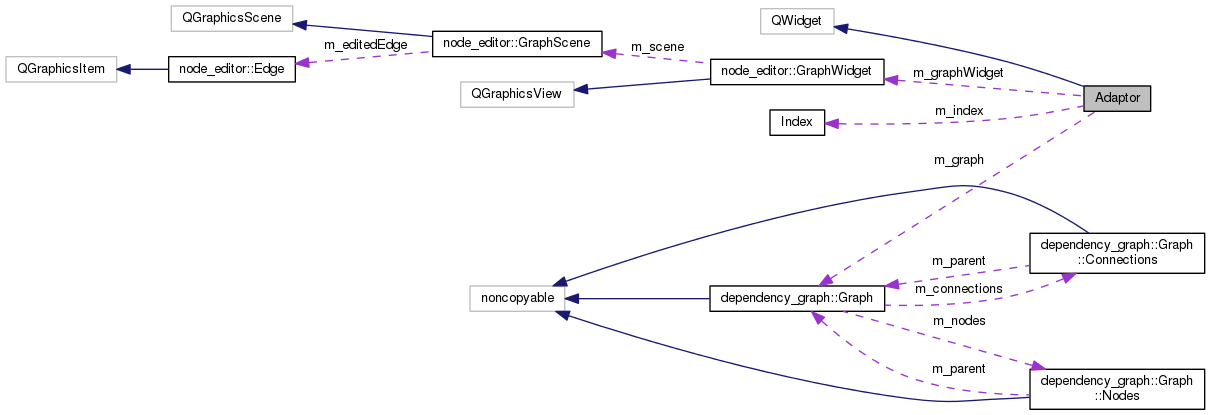 QGraphicsScene
QWidget
m_editedEdge
node_editor::GraphScene
m_scene
QGraphicsItem
node_editor::Edge
node_editor::GraphWidget
m_graphWidget
QGraphicsView
Adaptor
m_index
Index
m_graph
dependency_graph::Graph
::Connections
m_parent
m_connections
noncopyable
dependency_graph::Graph
m_nodes
m_parent
dependency_graph::Graph
::Nodes